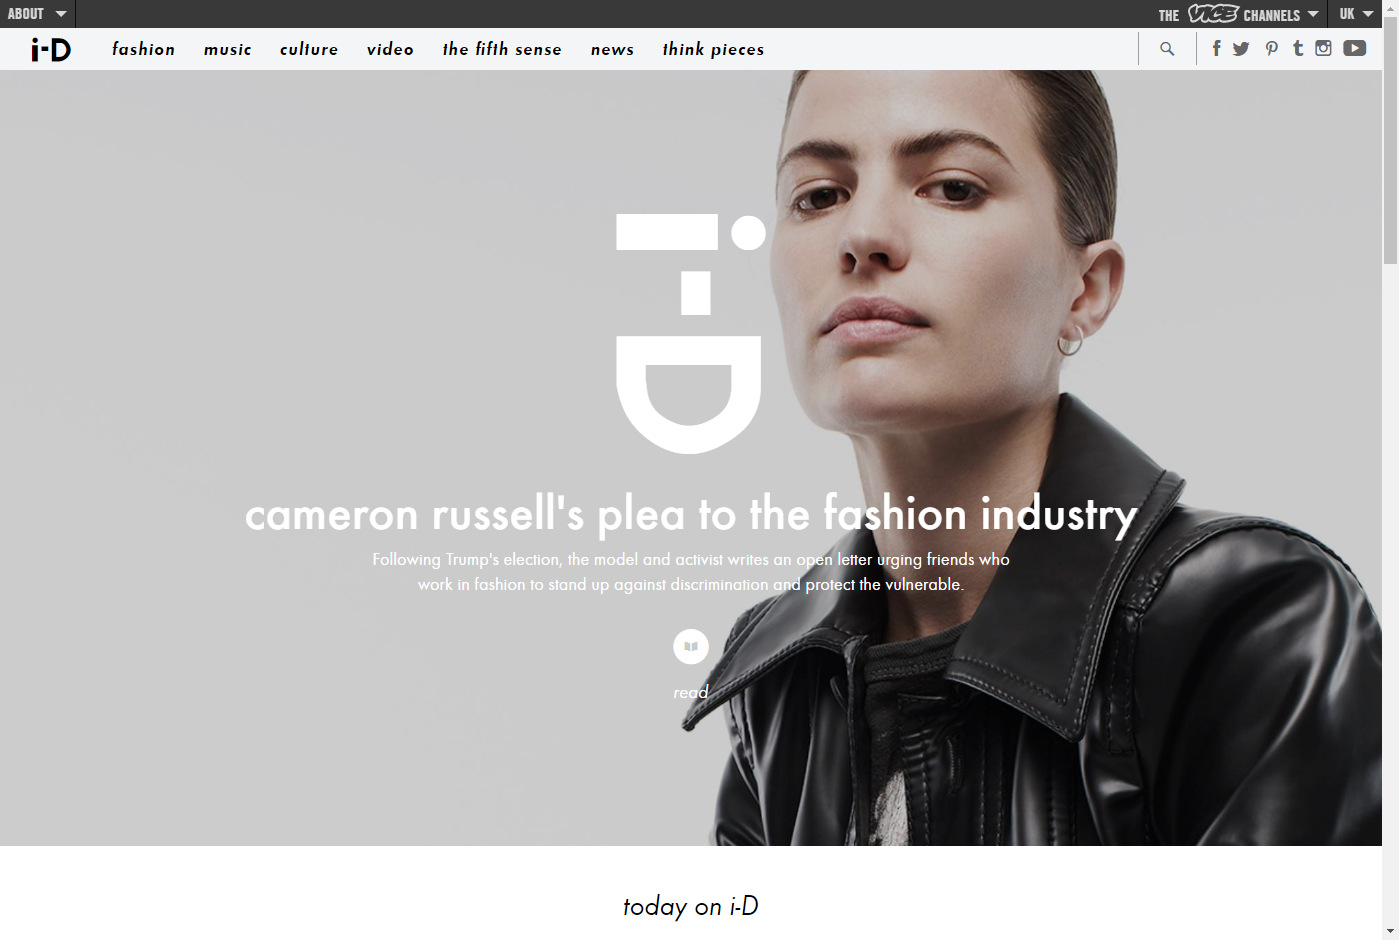 ABOUT
THE VICE CHANNELS
UK
i-D
fashion
music
culture
video
the fifth sense
news
think pieces
i-D
cameron russell's plea to the fashion industry
Following Trump's election, the model and activist writes an open letter urging friends who
work in fashion to stand up against discrimination and protect the vulnerable.
read
today on i-D